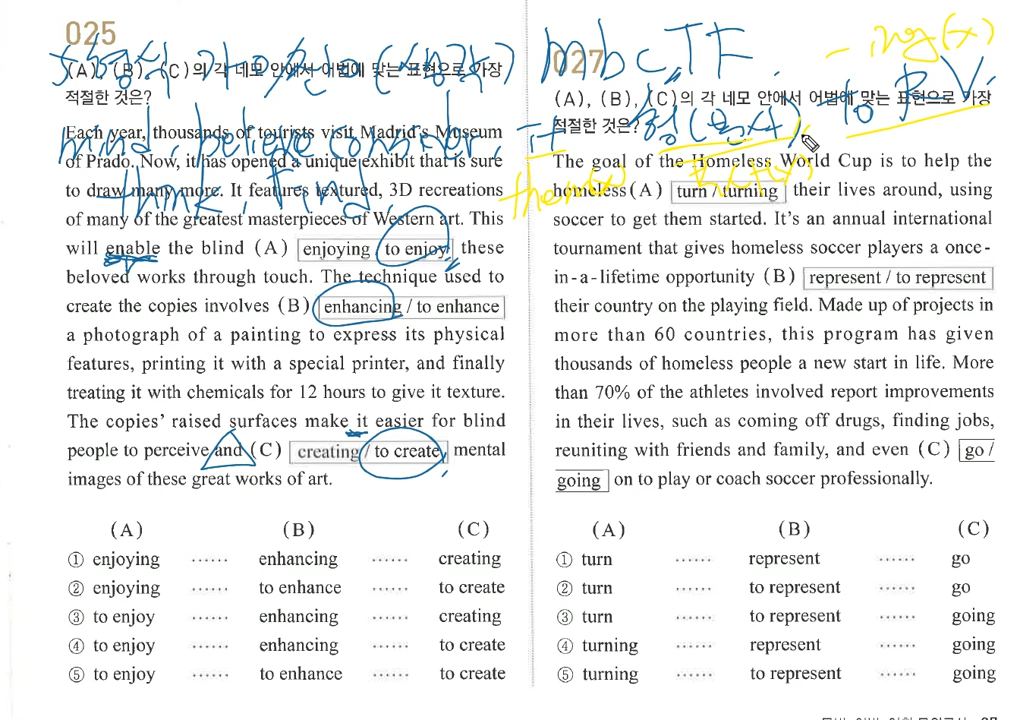 025
(A), (B), (C)의 각 네모 안에서 어법에 맞는 표현으로 가장
적절한 것은?
Each year, thousands of tourists visit Madrid's Museum
of Prado. Now, it has opened a unique exhibit that is sure
to draw many more. It features textured, 3D recreations
of many of the greatest masterpieces of Western art. This
will enable the blind (A) enjoying / to enjoy these
beloved works through touch. The technique used to
create the copies involves (B) enhancing / to enhance
a photograph of a painting to express its physical
features, printing it with a special printer, and finally
treating it with chemicals for 12 hours to give it texture.
The copies' raised surfaces make it easier for blind
people to perceive and (C) creating / to create mental
images of these great works of art.
(A) (B) (C)
① enjoying ······ enhancing ······ creating
② enjoying ······ to enhance ······ to create
③ to enjoy ······ enhancing ······ creating
④ to enjoy ······ enhancing ······ to create
⑤ to enjoy ······ to enhance ······ to create
mbcTF.
-ing(x)
mind, believe consider,
think, find,
it
them(x)
to R
V
027
(A), (B), (C)의 각 네모 안에서 어법에 맞는 표현으로 가장
적절한 것은?
The goal of the Homeless World Cup is to help the
homeless (A) turn / turning their lives around, using
soccer to get them started. It's an annual international
tournament that gives homeless soccer players a once-
in-a-lifetime opportunity (B) represent / to represent
their country on the playing field. Made up of projects in
more than 60 countries, this program has given
thousands of homeless people a new start in life. More
than 70% of the athletes involved report improvements
in their lives, such as coming off drugs, finding jobs,
reuniting with friends and family, and even (C) go /
going on to play or coach soccer professionally.
(A) (B) (C)
① turn ······ represent ······ go
② turn ······ to represent ······ go
③ turn ······ to represent ······ going
④ turning ······ represent ······ going
⑤ turning ······ to represent ······ going